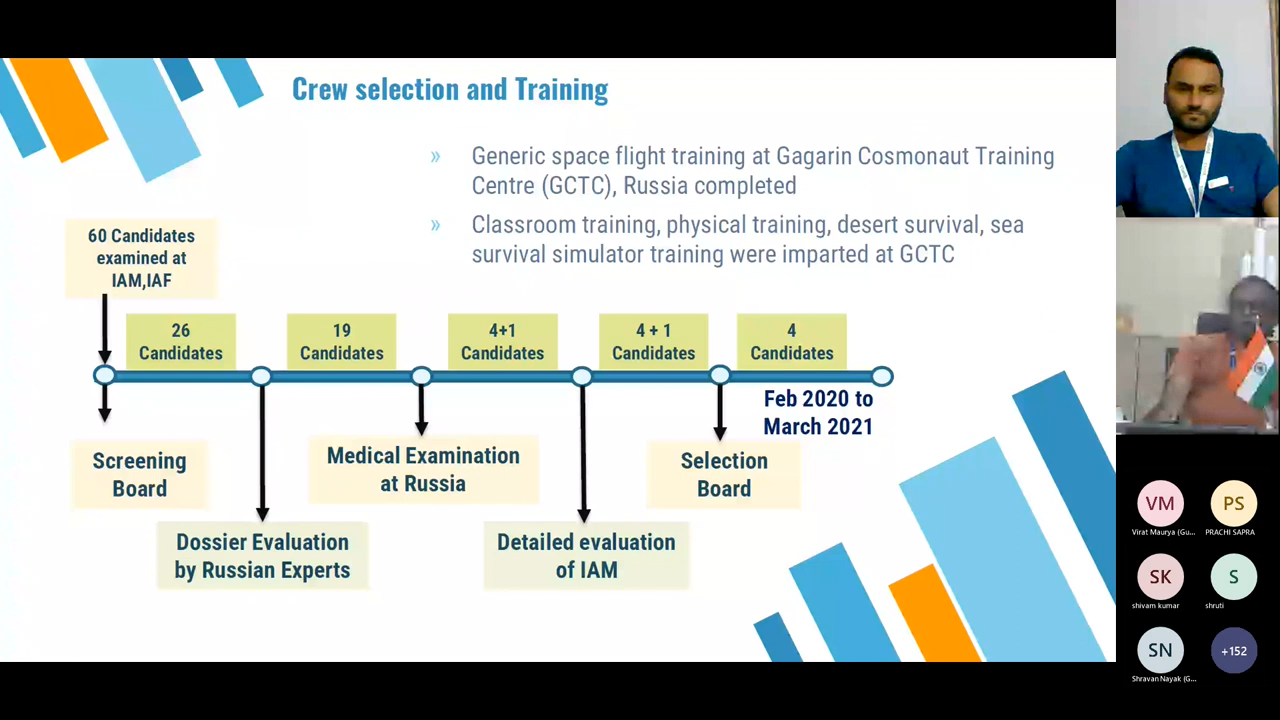 Crew selection and Training
» Generic space flight training at Gagarin Cosmonaut Training
Centre (GCTC), Russia completed
» Classroom training, physical training, desert survival, sea
survival simulator training were imparted at GCTC
60 Candidates
examined at
IAM,IAF
26
Candidates
19
Candidates
4+1
Candidates
4 + 1
Candidates
4
Candidates
Feb 2020 to
March 2021
Screening
Board
Medical Examination
at Russia
Selection
Board
Dossier Evaluation
by Russian Experts
Detailed evaluation
of IAM
VM
PS
Virat Maurya (Gu...
PRACHI SAPRA
SK
S
shivam kumar
shruti
SN
+152
Shravan Nayak (G...